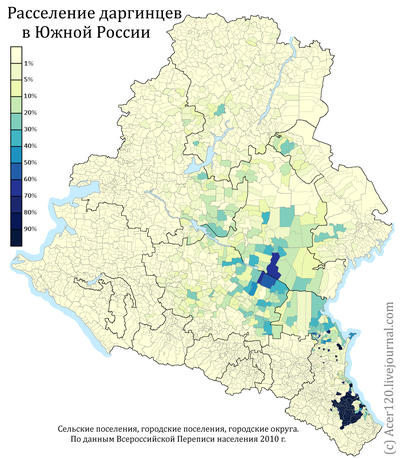 Расселение даргинцев
в Южной России
1%
5%
10%
20%
30%
40%
50%
60%
70%
80%
90%
Сельские поселения, городские поселения, городские округа.
По данным Всероссийской Переписи населения 2010 г.
(c) Acer120.livejournal.com